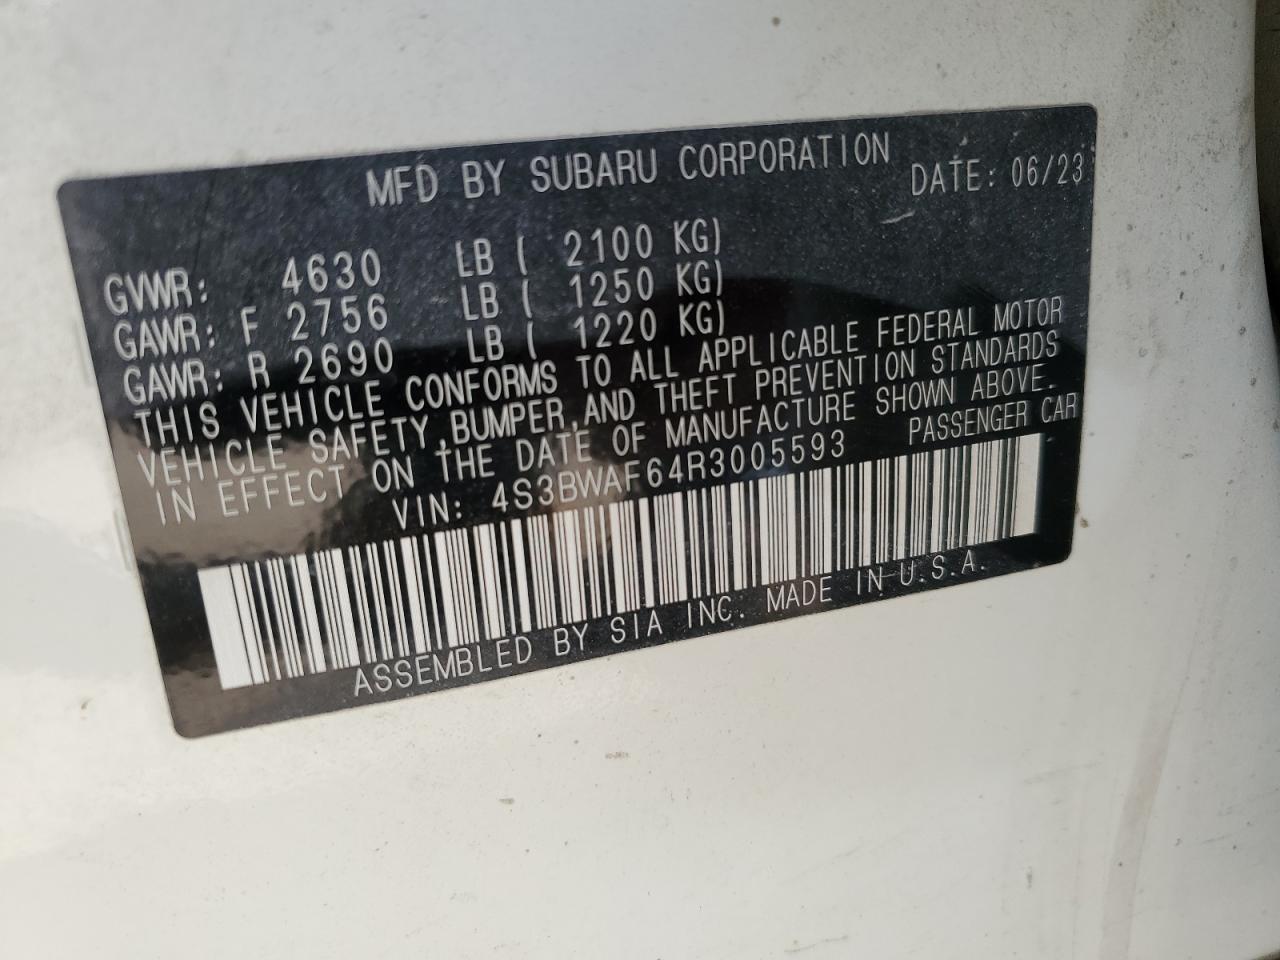 MFD BY SUBARU CORPORATION DATE: 06/23
GVWR: 4630 LB ( 2100 KG)
GAWR: F 2756 LB ( 1250 KG)
GAWR: R 2690 LB ( 1220 KG)
THIS VEHICLE CONFORMS TO ALL APPLICABLE FEDERAL MOTOR
VEHICLE SAFETY,BUMPER,AND THEFT PREVENTION STANDARDS
IN EFFECT ON THE DATE OF MANUFACTURE SHOWN ABOVE.
VIN: 4S3BWAF64R3005593 PASSENGER CAR
ASSEMBLED BY SIA INC. MADE IN U.S.A.